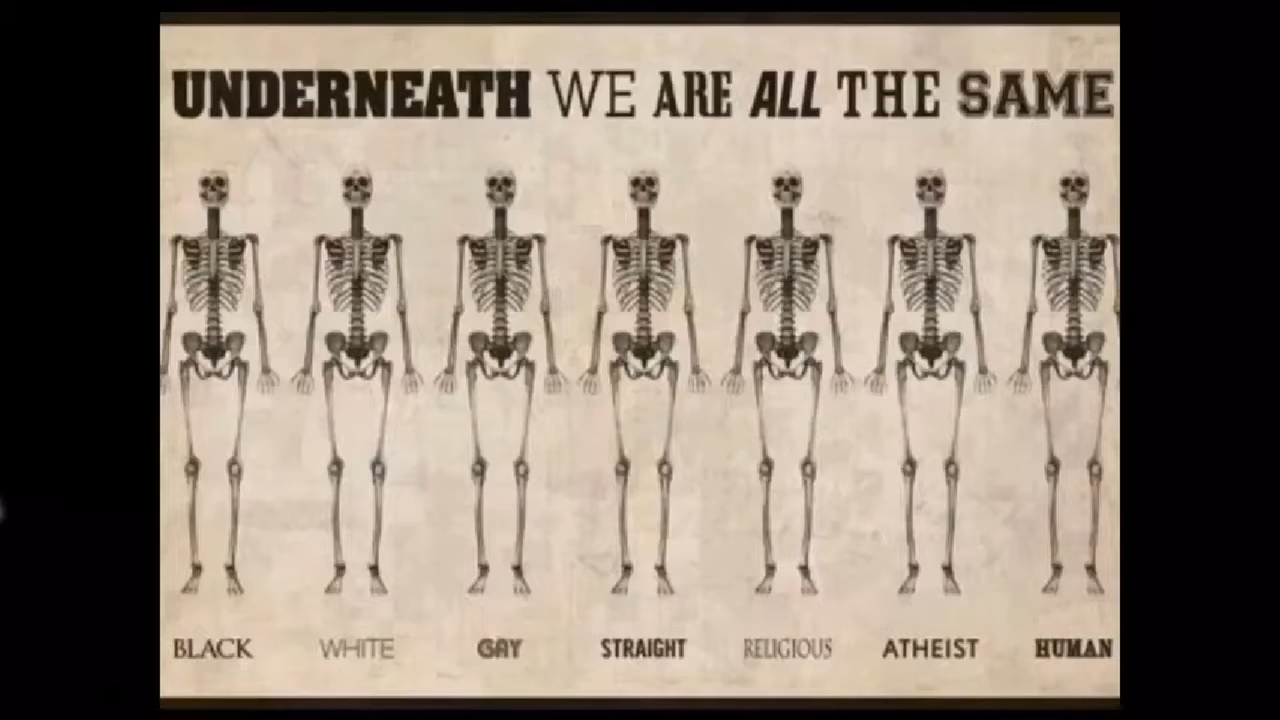 UNDERNEATH WE ARE ALL THE SAME
BLACK WHITE GAY STRAIGHT RELIGIOUS ATHEIST HUMAN